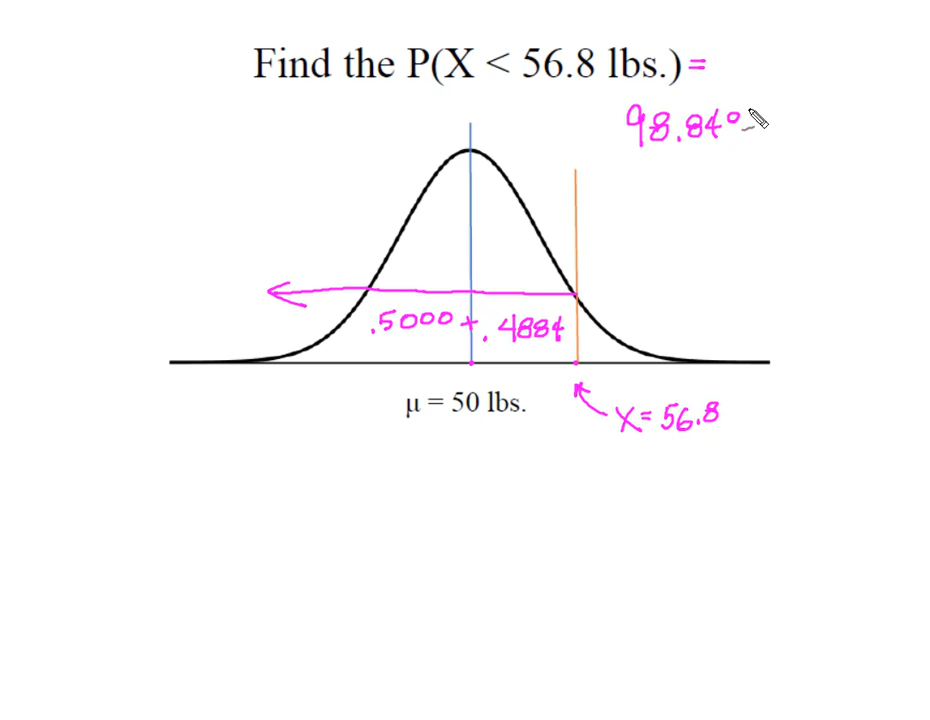 Find the P(X < 56.8 lbs.) =
98.84%
.5000 + .4884
μ = 50 lbs.
X = 56.8